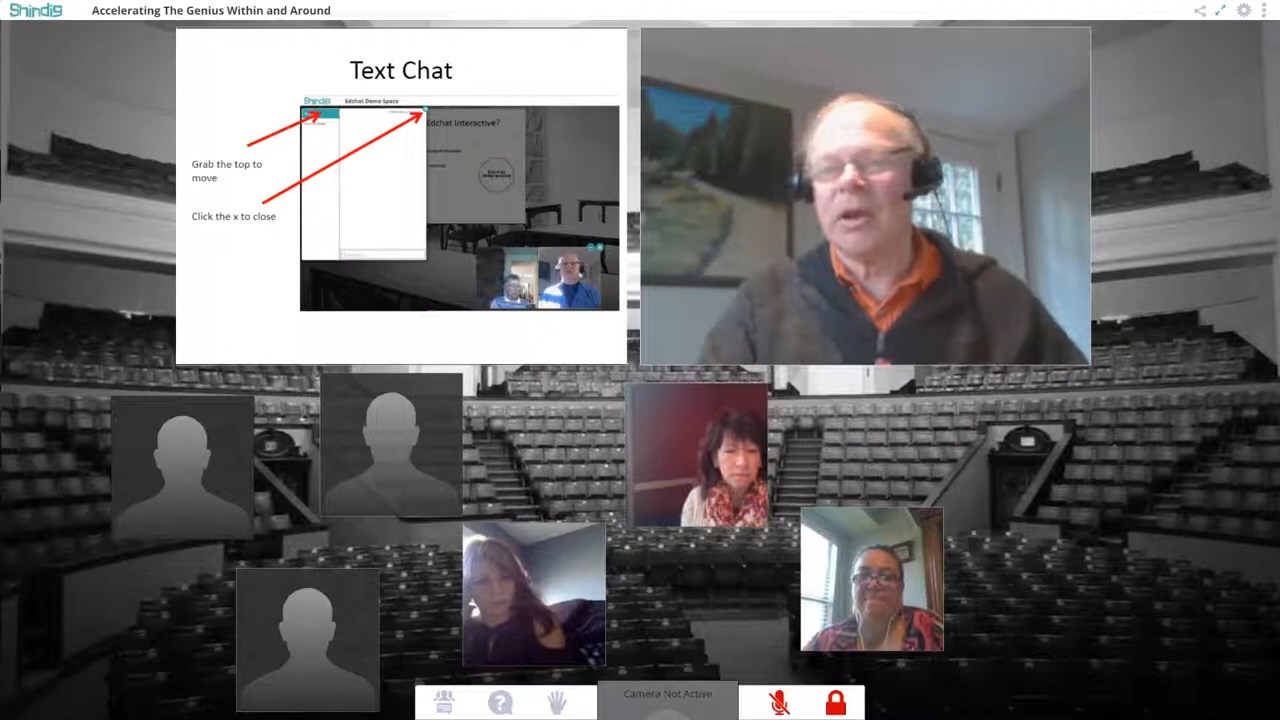 Shindig
Accelerating The Genius Within and Around
Text Chat
Shindig
Edchat Demo Space
Edchat Interactive?
Grab the top to
move
Click the x to close
Camera Not Active